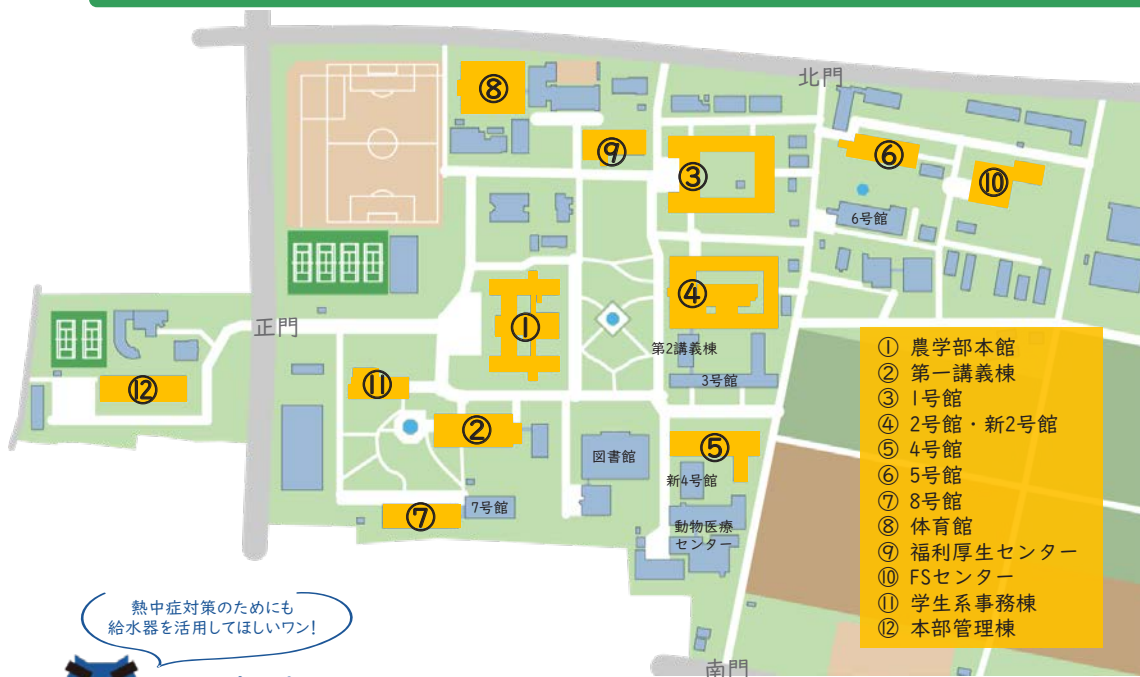 北門
⑧
⑨
③
⑥
⑩
6号館
④
①
正門
第2講義棟
3号館
⑫
⑪
②
⑤
図書館
新4号館
⑦
7号館
動物医療
センター
① 農学部本館
② 第一講義棟
③ 1号館
④ 2号館・新2号館
⑤ 4号館
⑥ 5号館
⑦ 8号館
⑧ 体育館
⑨ 福利厚生センター
⑩ FSセンター
⑪ 学生系事務棟
⑫ 本部管理棟
熱中症対策のためにも
給水器を活用してほしいワン!
南門